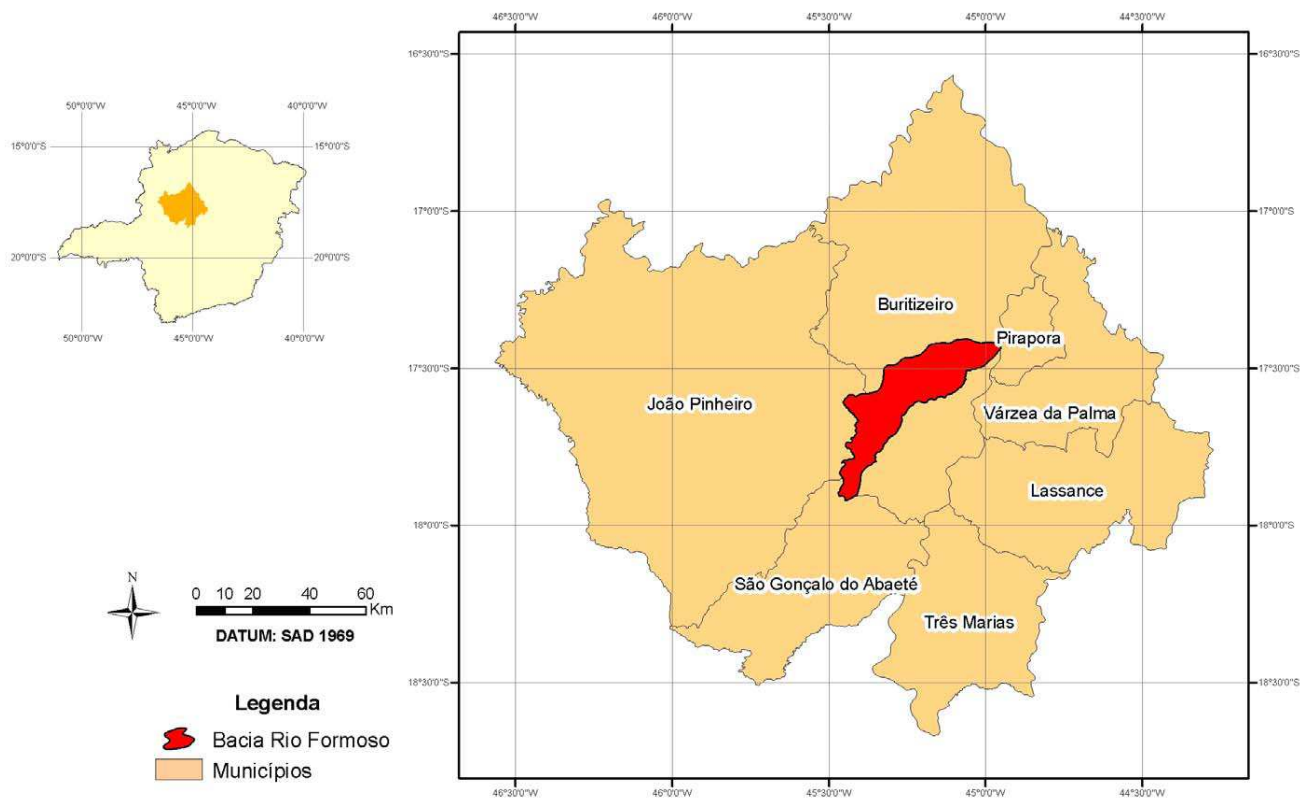 50°0'0"W 45°0'0"W 40°0'0"W
15°0'0"S 15°0'0"S
20°0'0"S 20°0'0"S
50°0'0"W 45°0'0"W 40°0'0"W
46°30'0"W 46°0'0"W 45°30'0"W 45°0'0"W 44°30'0"W
16°30'0"S 16°30'0"S
17°0'0"S 17°0'0"S
Buritizeiro
Pirapora
17°30'0"S 17°30'0"S
João Pinheiro
Várzea da Palma
Lassance
18°0'0"S 18°0'0"S
São Gonçalo do Abaeté
Três Marias
18°30'0"S 18°30'0"S
46°30'0"W 46°0'0"W 45°30'0"W 45°0'0"W 44°30'0"W
N
0 10 20 40 60
Km
DATUM: SAD 1969
Legenda
Bacia Rio Formoso
Municípios